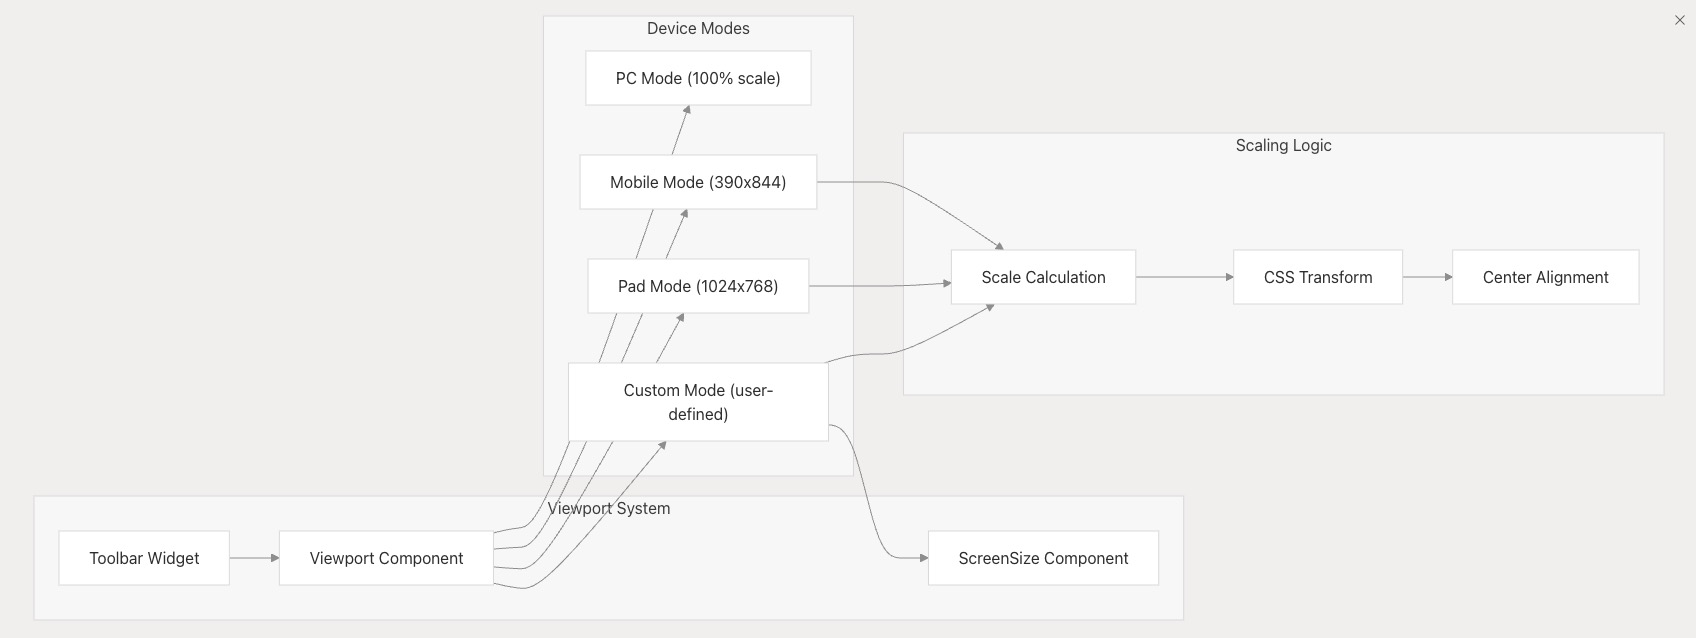 Device Modes
PC Mode (100% scale)
Mobile Mode (390x844)
Pad Mode (1024x768)
Custom Mode (user-
defined)
Scaling Logic
Scale Calculation
CSS Transform
Center Alignment
Viewport System
Toolbar Widget
Viewport Component
ScreenSize Component